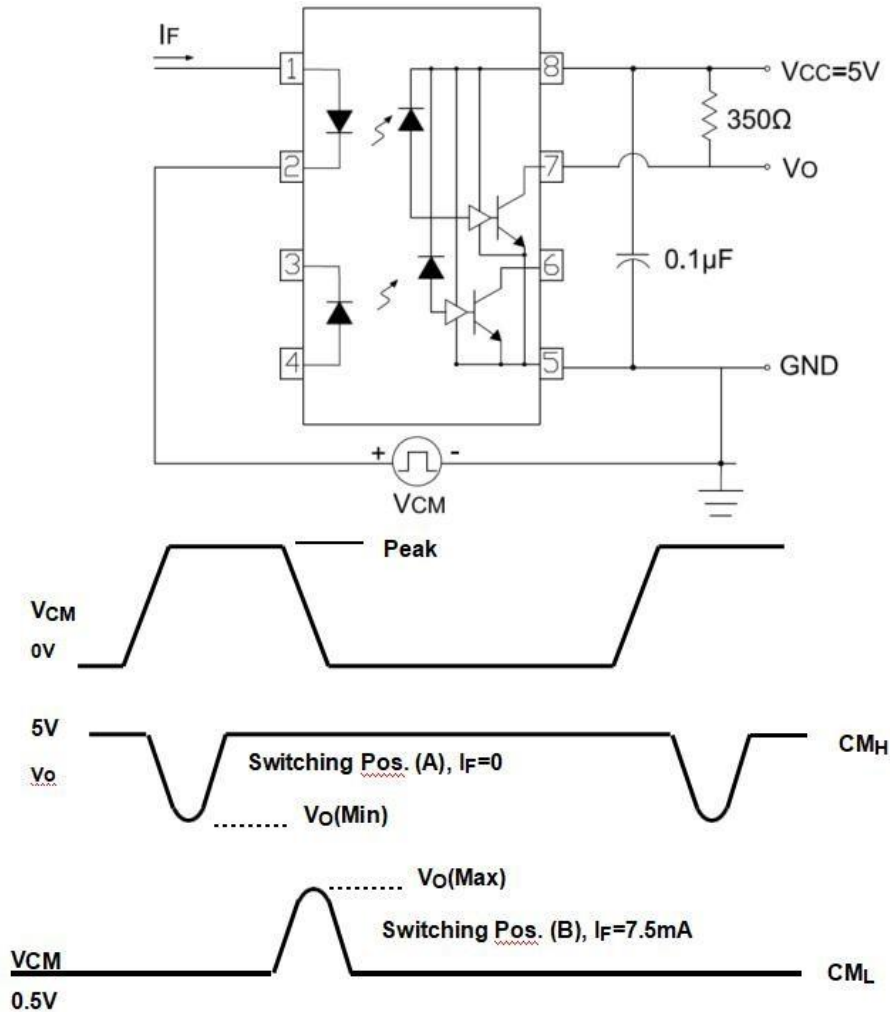 IF
1
8
VCC=5V
350Ω
2
7
VO
3
6
0.1µF
4
5
GND
+
-
VCM
Peak
VCM
0V
5V
CMH
Vo
Switching Pos. (A), IF=0
VO(Min)
VO(Max)
Switching Pos. (B), IF=7.5mA
VCM
CML
0.5V